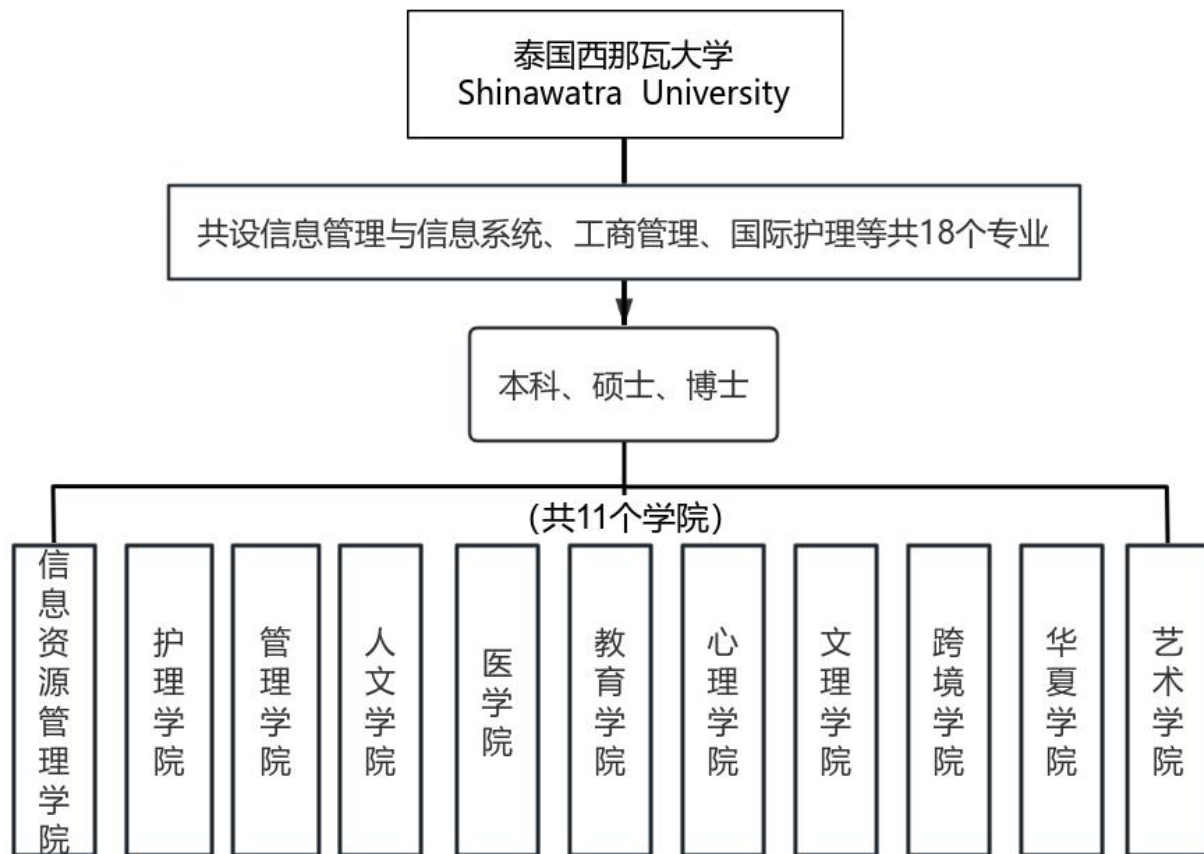 泰国西那瓦大学
Shinawatra University
共设信息管理与信息系统、工商管理、国际护理等共18个专业
本科、硕士、博士
(共11个学院)
信息资源管理学院
护理学院
管理学院
人文学院
医学院
教育学院
心理学院
文理学院
跨境学院
华夏学院
艺术学院